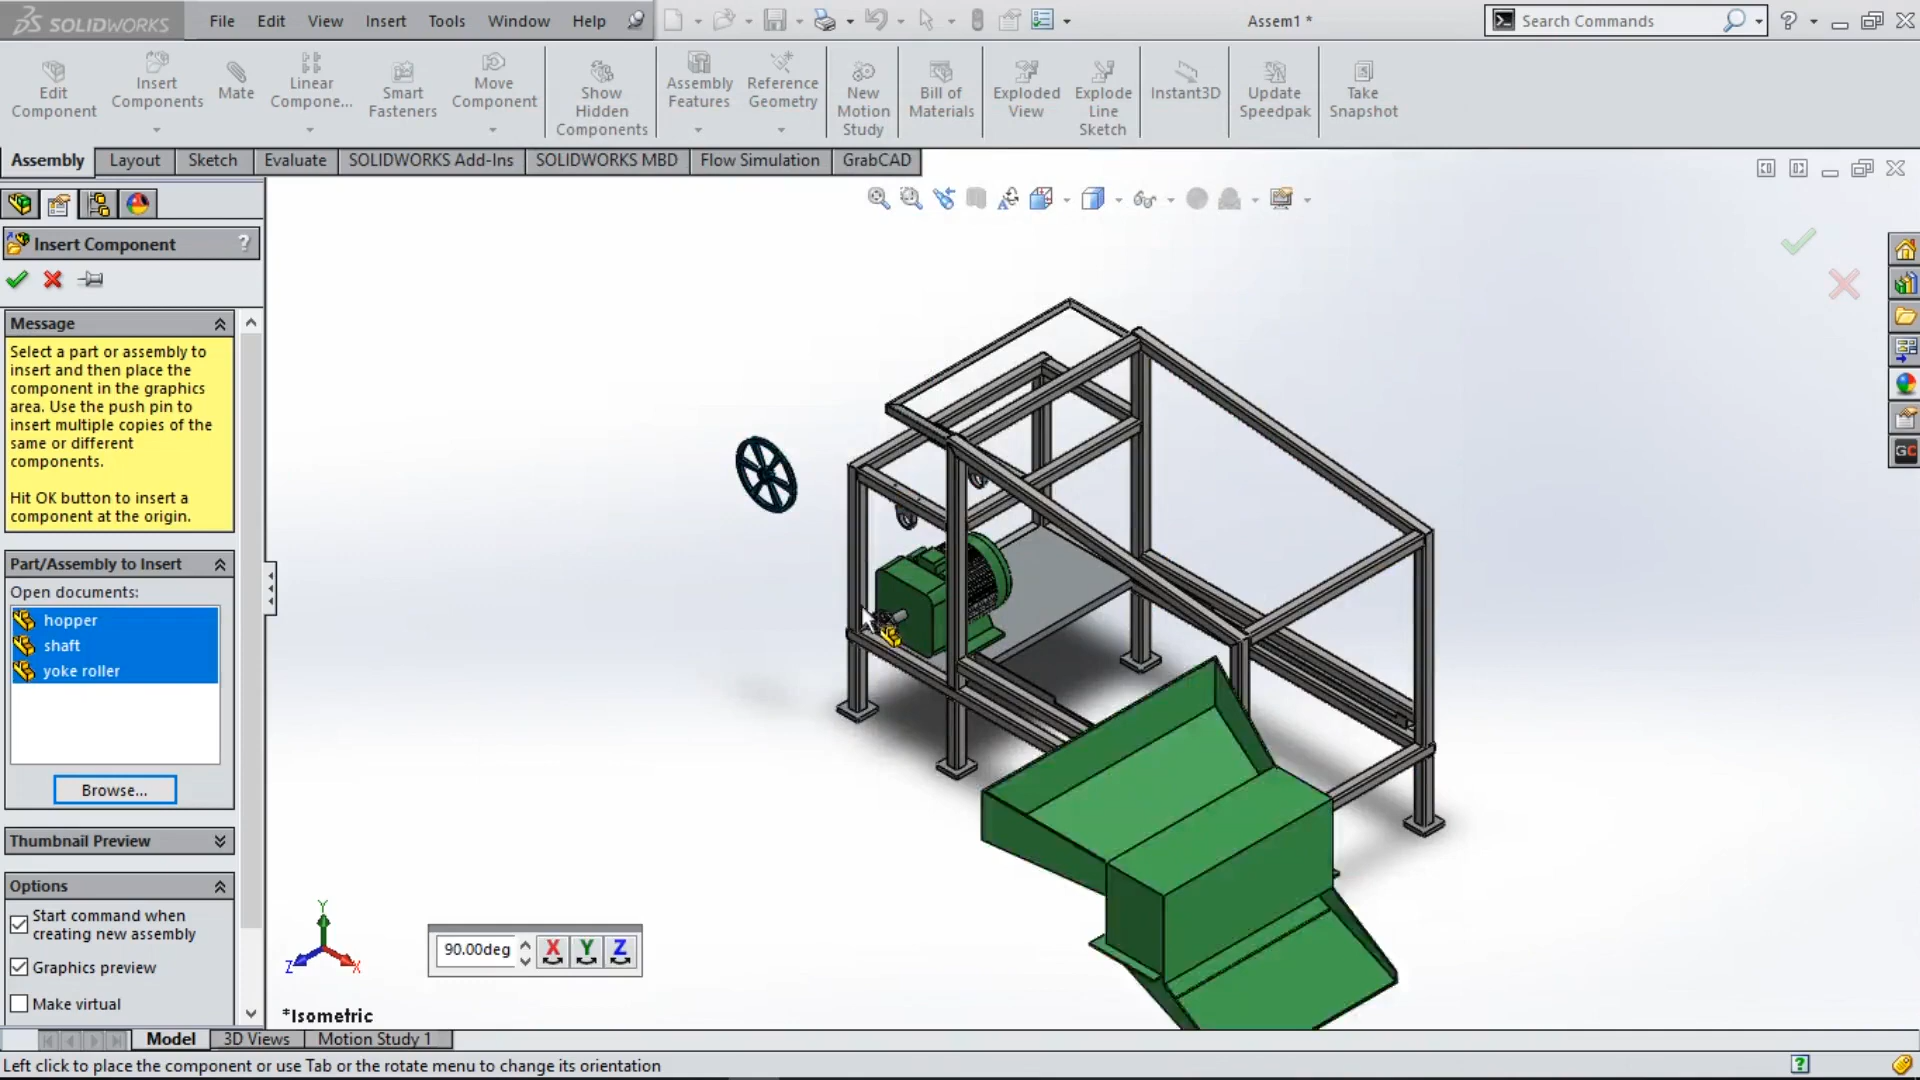 SOLIDWORKS File Edit View Insert Tools Window Help Assem1 * Search Commands
Edit Component
Insert Components
Mate
Linear Compone...
Smart Fasteners
Move Component
Show Hidden Components
Assembly Features
Reference Geometry
New Motion Study
Bill of Materials
Exploded View
Explode Line Sketch
Instant3D
Update Speedpak
Take Snapshot
Assembly Layout Sketch Evaluate SOLIDWORKS Add-Ins SOLIDWORKS MBD Flow Simulation GrabCAD
Insert Component ?
Message
Select a part or assembly to
insert and then place the
component in the graphics
area. Use the push pin to
insert multiple copies of the
same or different
components.
Hit OK button to insert a
component at the origin.
Part/Assembly to Insert
Open documents:
hopper
shaft
yoke roller
Browse...
Thumbnail Preview
Options
Start command when
creating new assembly
Graphics preview
Make virtual
Y
Z X
90.00deg X Y Z
*Isometric
GC
Model 3D Views Motion Study 1
Left click to place the component or use Tab or the rotate menu to change its orientation